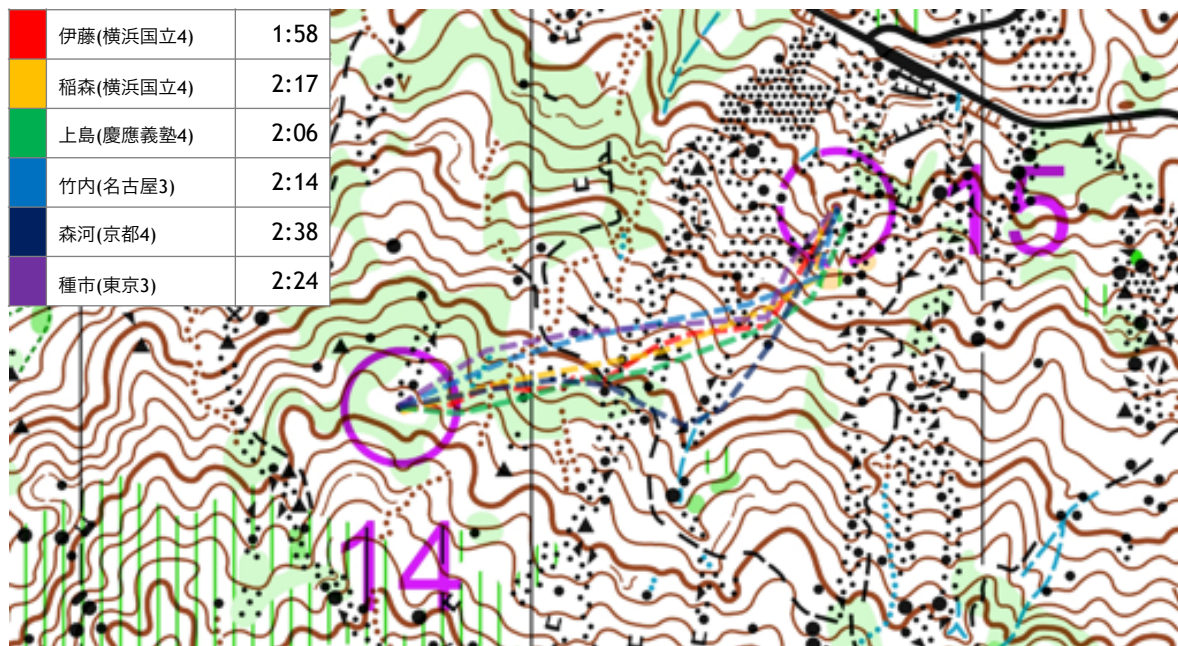 伊藤(横浜国立4) 1:58
稲森(横浜国立4) 2:17
上島(慶應義塾4) 2:06
竹内(名古屋3) 2:14
森河(京都4) 2:38
種市(東京3) 2:24
15
14